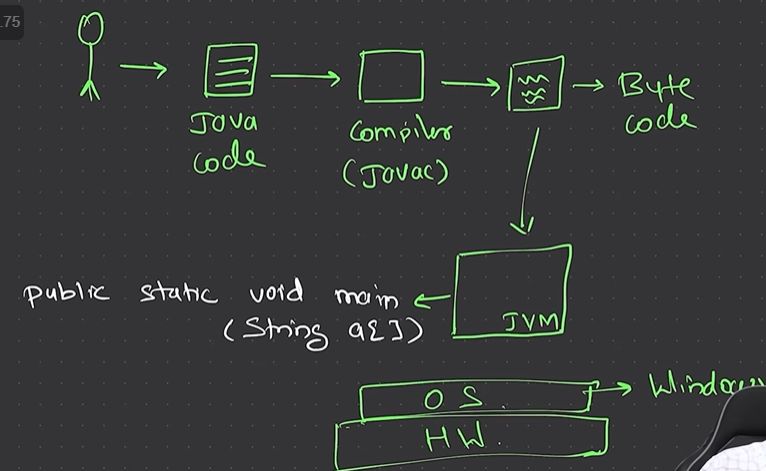 .75
Java
code
Compiler
(Javac)
Byte
code
public static void main
(String a[])
JVM
OS.
HW.
Windows